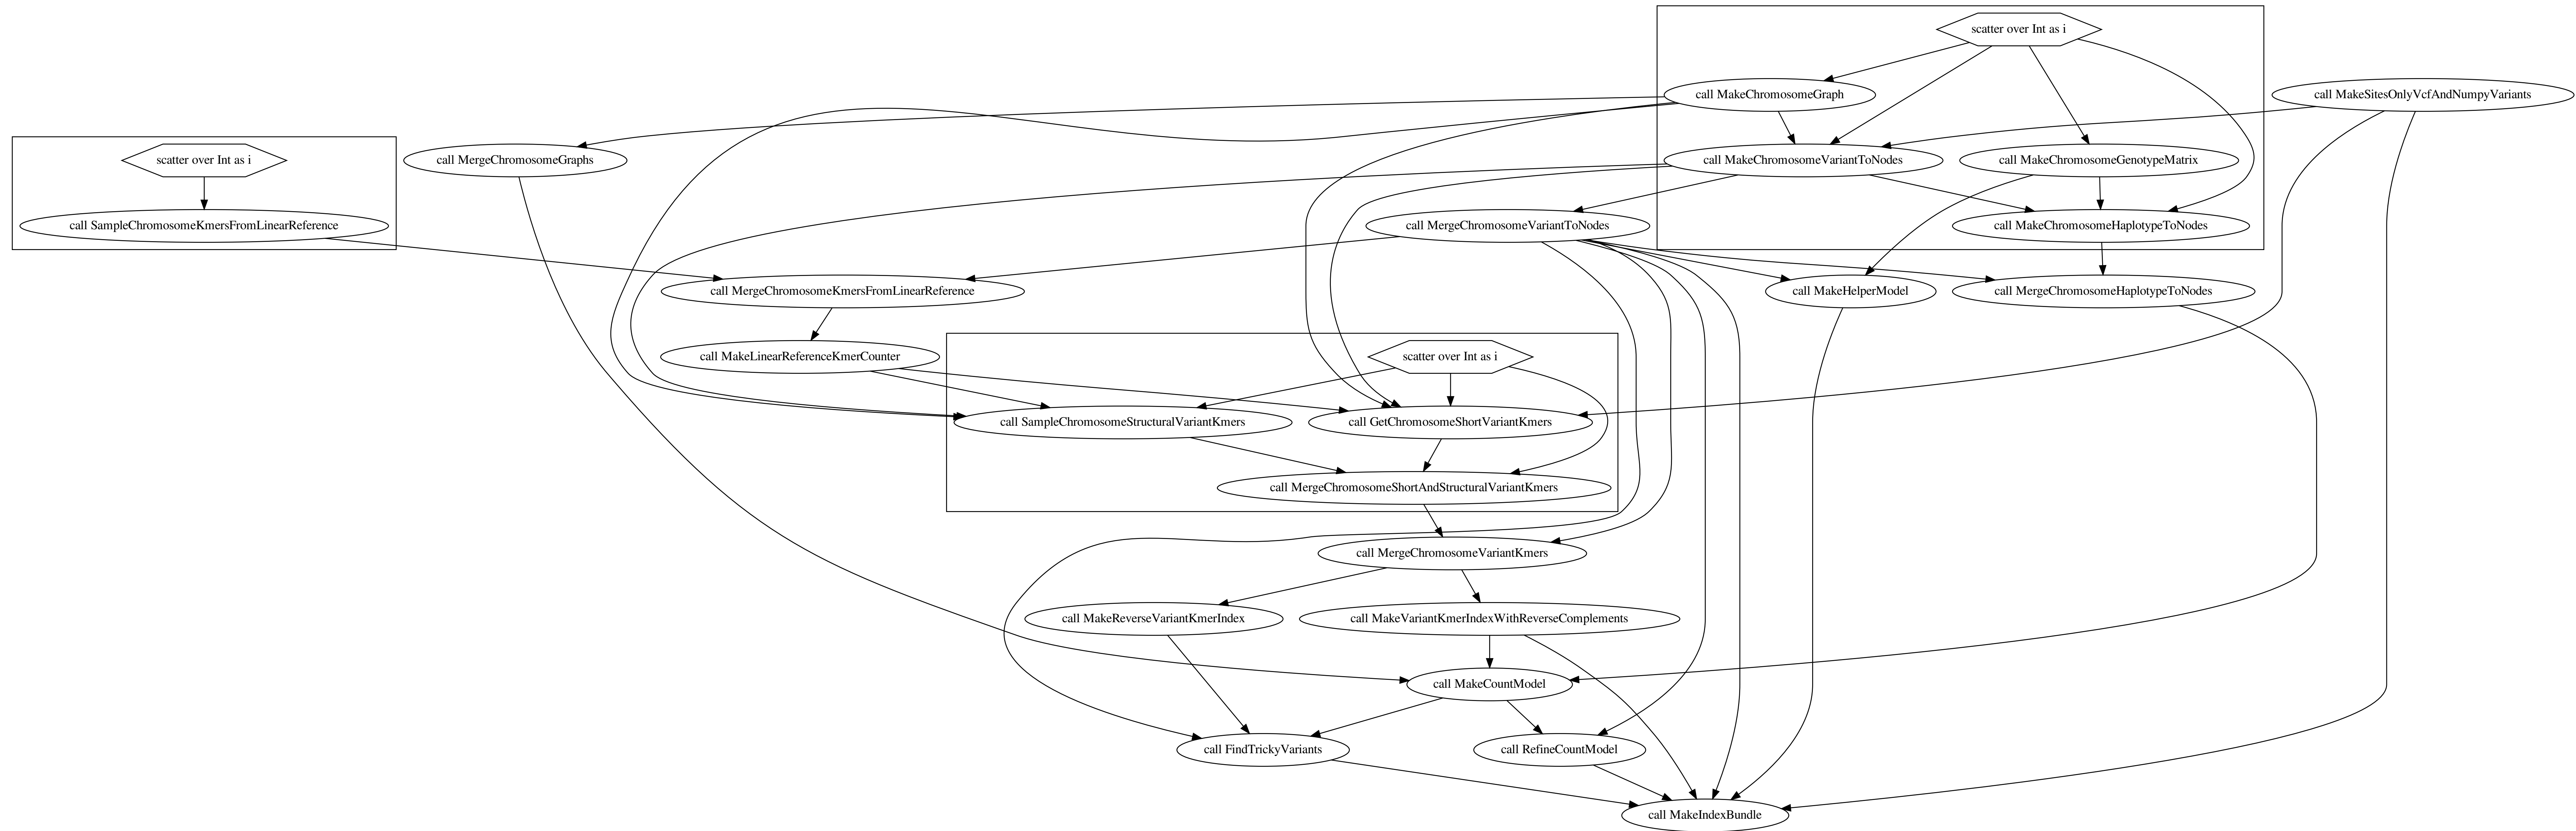 scatter over Int as i
call MakeChromosomeGraph
call MakeSitesOnlyVcfAndNumpyVariants
scatter over Int as i
call MergeChromosomeGraphs
call MakeChromosomeVariantToNodes
call MakeChromosomeGenotypeMatrix
call SampleChromosomeKmersFromLinearReference
call MergeChromosomeVariantToNodes
call MakeChromosomeHaplotypeToNodes
call MergeChromosomeKmersFromLinearReference
call MakeHelperModel
call MergeChromosomeHaplotypeToNodes
call MakeLinearReferenceKmerCounter
scatter over Int as i
call SampleChromosomeStructuralVariantKmers
call GetChromosomeShortVariantKmers
call MergeChromosomeShortAndStructuralVariantKmers
call MergeChromosomeVariantKmers
call MakeReverseVariantKmerIndex
call MakeVariantKmerIndexWithReverseComplements
call MakeCountModel
call FindTrickyVariants
call RefineCountModel
call MakeIndexBundle